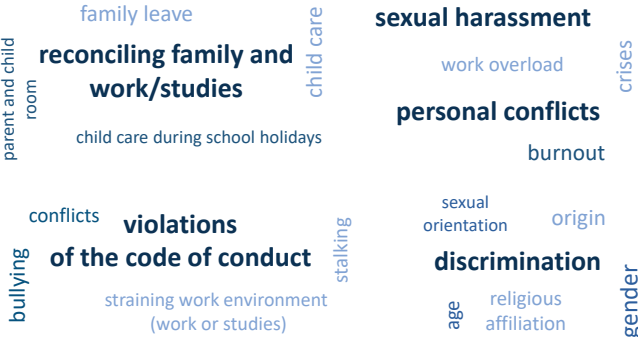 family leave
reconciling family and
work/studies
child care
parent and child
room
child care during school holidays
sexual harassment
work overload
crises
personal conflicts
burnout
conflicts
violations
of the code of conduct
bullying
stalking
straining work environment
(work or studies)
sexual
orientation
origin
discrimination
age
religious
affiliation
gender